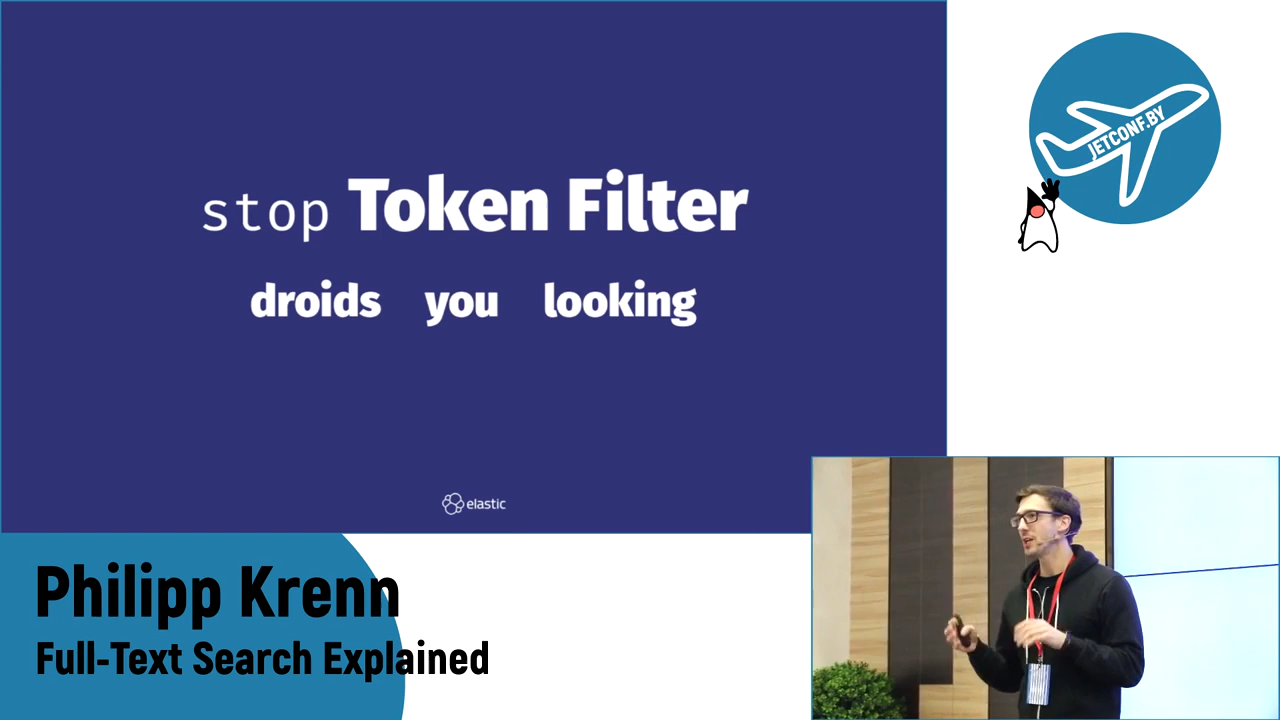 stop Token Filter
droids you looking
elastic
JETCONF.BY
Philipp Krenn
Full-Text Search Explained